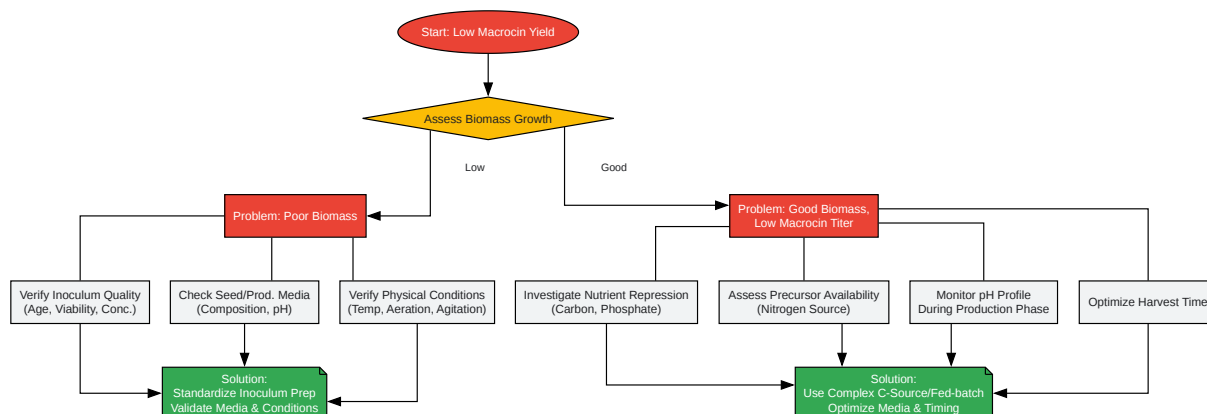 Start: Low Macrocin Yield
Assess Biomass Growth
Low
Good
Problem: Poor Biomass
Problem: Good Biomass,
Low Macrocin Titer
Verify Inoculum Quality
(Age, Viability, Conc.)
Check Seed/Prod. Media
(Composition, pH)
Verify Physical Conditions
(Temp, Aeration, Agitation)
Investigate Nutrient Repression
(Carbon, Phosphate)
Assess Precursor Availability
(Nitrogen Source)
Monitor pH Profile
During Production Phase
Optimize Harvest Time
Solution:
Standardize Inoculum Prep
Validate Media & Conditions
Solution:
Use Complex C-Source/Fed-batch
Optimize Media & Timing